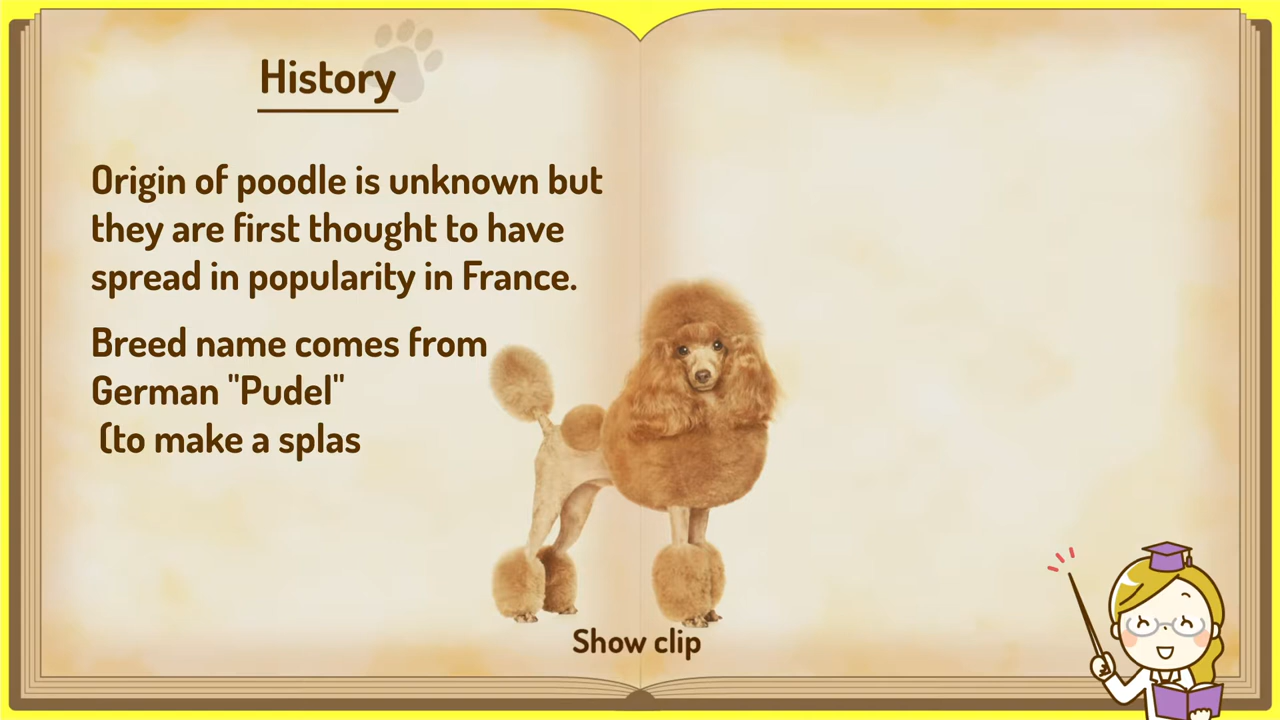 History
Origin of poodle is unknown but
they are first thought to have
spread in popularity in France.
Breed name comes from
German "Pudel"
(to make a splas
Show clip